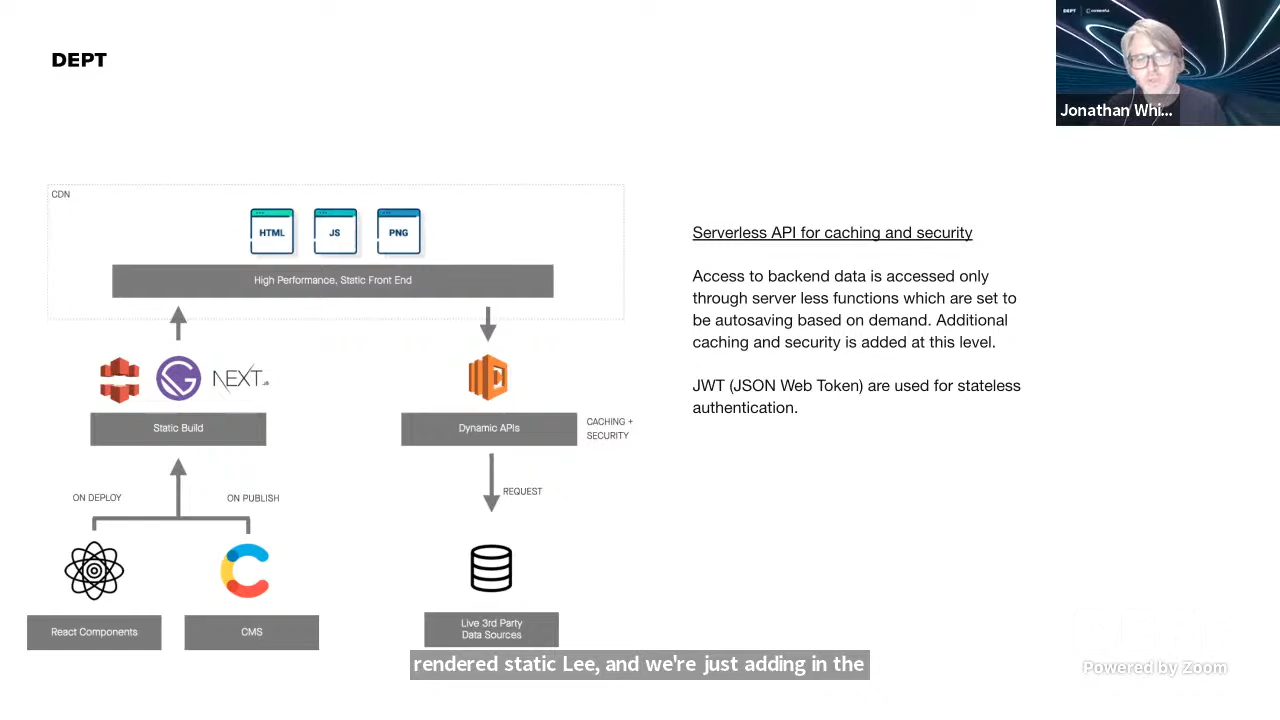 DEPT
Jonathan Whi...
CDN
HTML
JS
PNG
High Performance, Static Front End
NEXT.JS
Static Build
Dynamic APIs
CACHING +
SECURITY
ON DEPLOY
ON PUBLISH
REQUEST
React Components
CMS
Live 3rd Party
Data Sources
Serverless API for caching and security
Access to backend data is accessed only
through server less functions which are set to
be autosaving based on demand. Additional
caching and security is added at this level.
JWT (JSON Web Token) are used for stateless
authentication.
rendered static Lee, and we're just adding in the
Powered by Zoom